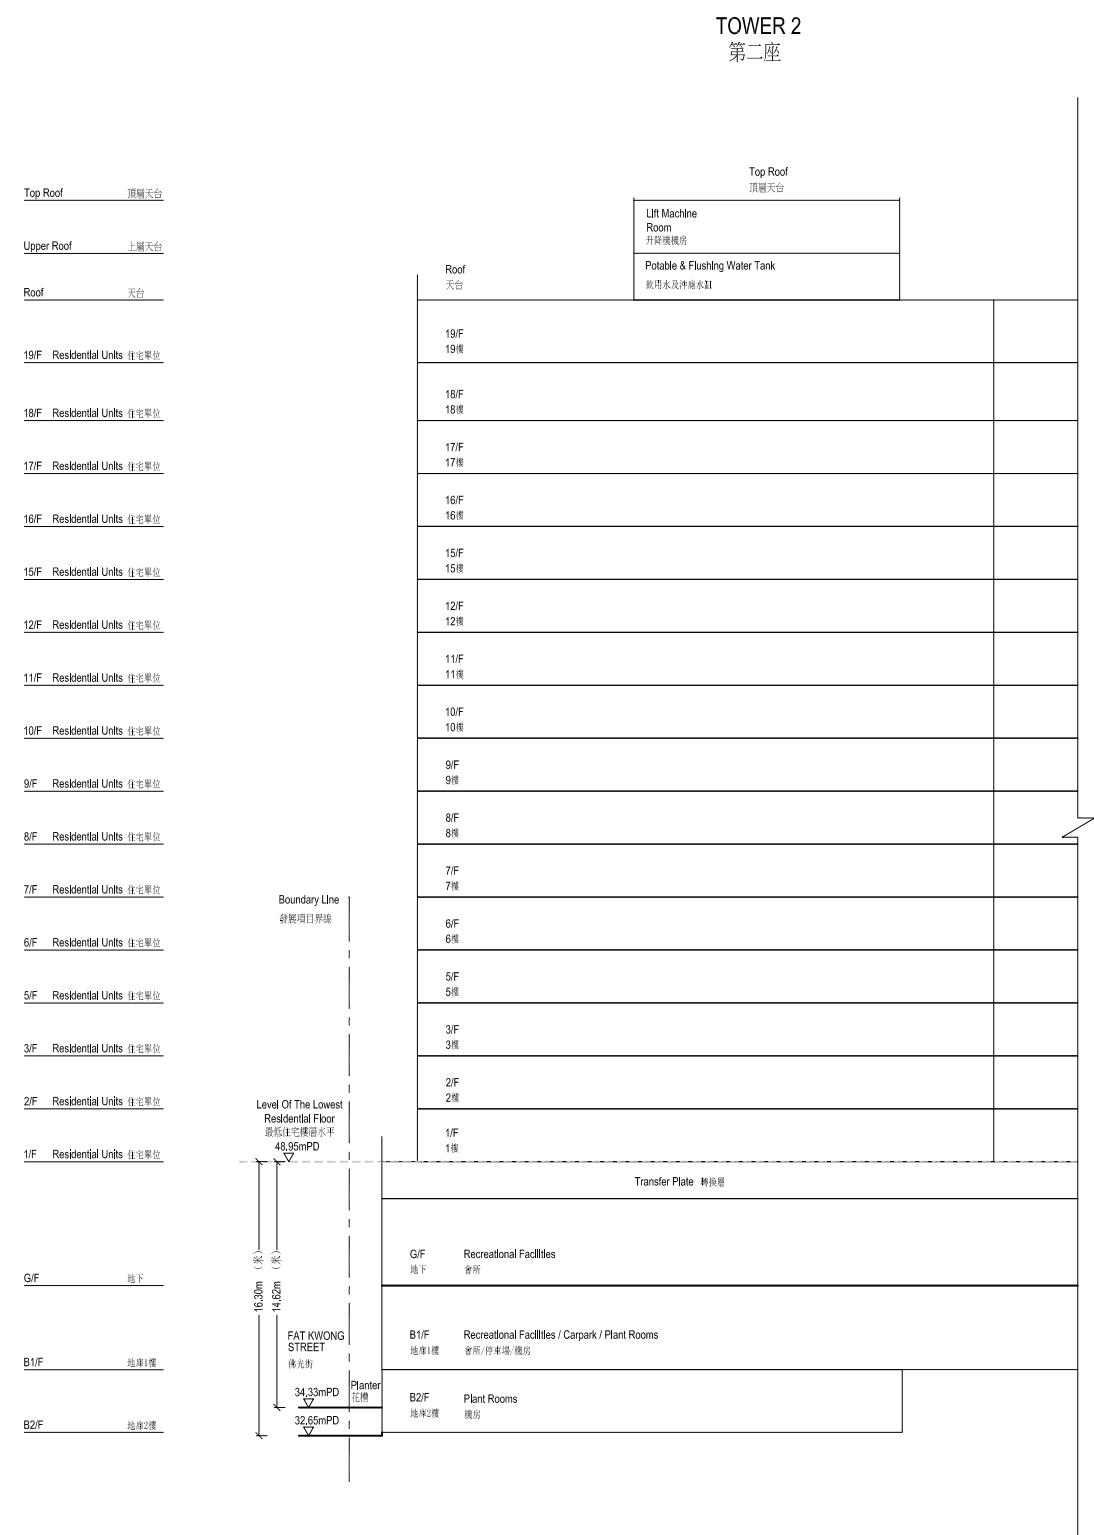 TOWER 2
第二座
Top Roof
頂層天台
Top Roof 頂層天台
Lift Machine
Room
升降機機房
Upper Roof 上層天台
Potable & Flushing Water Tank
飲用水及沖廁水缸
Roof
天台
Roof 天台
19/F
19樓
19/F Residential Units 住宅單位
18/F
18樓
18/F Residential Units 住宅單位
17/F
17樓
17/F Residential Units 住宅單位
16/F
16樓
16/F Residential Units 住宅單位
15/F
15樓
15/F Residential Units 住宅單位
12/F
12樓
12/F Residential Units 住宅單位
11/F
11樓
11/F Residential Units 住宅單位
10/F
10樓
10/F Residential Units 住宅單位
9/F
9樓
9/F Residential Units 住宅單位
8/F
8樓
8/F Residential Units 住宅單位
7/F
7樓
7/F Residential Units 住宅單位
Boundary Line
發展項目界線
6/F
6樓
6/F Residential Units 住宅單位
5/F
5樓
5/F Residential Units 住宅單位
3/F
3樓
3/F Residential Units 住宅單位
2/F
2樓
2/F Residential Units 住宅單位
Level Of The Lowest
Residential Floor
最低住宅樓層水平
48.95mPD
1/F
1樓
1/F Residential Units 住宅單位
Transfer Plate 轉換層
G/F Recreational Facilities
地下 會所
G/F 地下
16.30m (米)
14.62m (米)
FAT KWONG
STREET
佛光街
B1/F Recreational Facilities / Carpark / Plant Rooms
地庫1樓 會所/停車場/機房
B1/F 地庫1樓
Planter
花槽
34.33mPD
B2/F Plant Rooms
地庫2樓 機房
32.65mPD
B2/F 地庫2樓